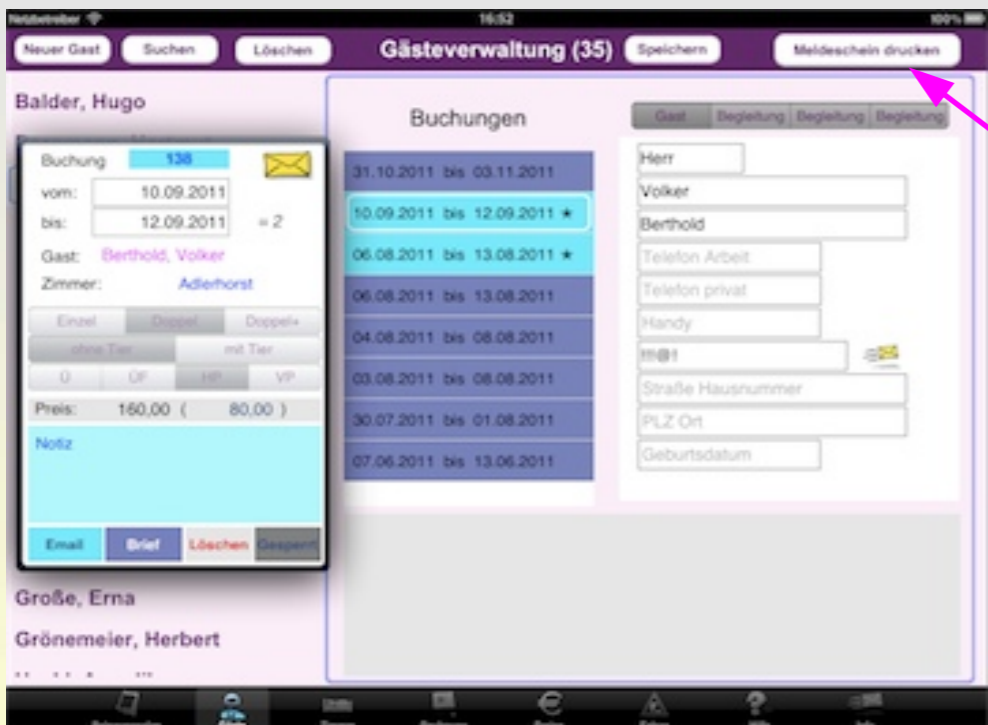 Netzbetreiber 16:52 100%
Neuer Gast Suchen Löschen Gästeverwaltung (35) Speichern Meldeschein drucken
Balder, Hugo
Buchungen
Gast Begleitung Begleitung Begleitung
Buchung 138
vom: 10.09.2011
bis: 12.09.2011 = 2
Gast: Berthold, Volker
Zimmer: Adlerhorst
Einzel Doppel Doppel+
ohne Tier mit Tier
Ü ÜF HP VP
Preis: 160,00 ( 80,00 )
Notiz
Email Brief Löschen Gesperrt
31.10.2011 bis 03.11.2011
10.09.2011 bis 12.09.2011 ★
06.08.2011 bis 13.08.2011 ★
06.08.2011 bis 13.08.2011
04.08.2011 bis 08.08.2011
03.08.2011 bis 08.08.2011
30.07.2011 bis 01.08.2011
07.06.2011 bis 13.06.2011
Herr
Volker
Berthold
Telefon Arbeit
Telefon privat
Handy
Straße Hausnummer
PLZ Ort
Geburtsdatum
Große, Erna
Grönemeier, Herbert